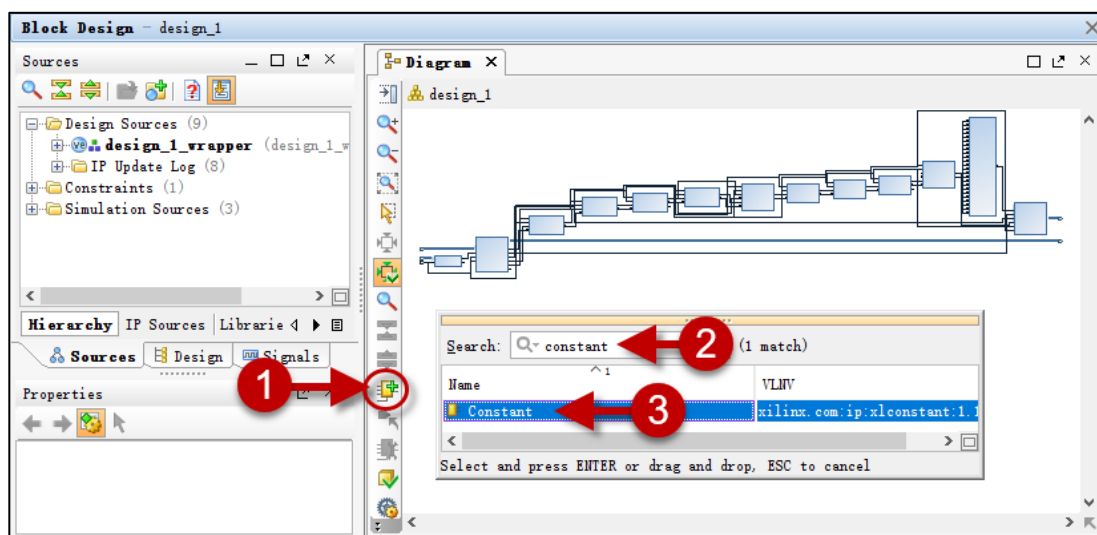 Block Design - design_1
Sources
Design Sources (9)
design_1_wrapper (design_1_w
IP Update Log (8)
Constraints (1)
Simulation Sources (3)
Hierarchy IP Sources Librarie
Sources Design Signals
Properties
Diagram
design_1
Search: constant (1 match)
Name 1 VLNV
Constant xilinx.com:ip:xlconstant:1.1
Select and press ENTER or drag and drop, ESC to cancel
1
2
3